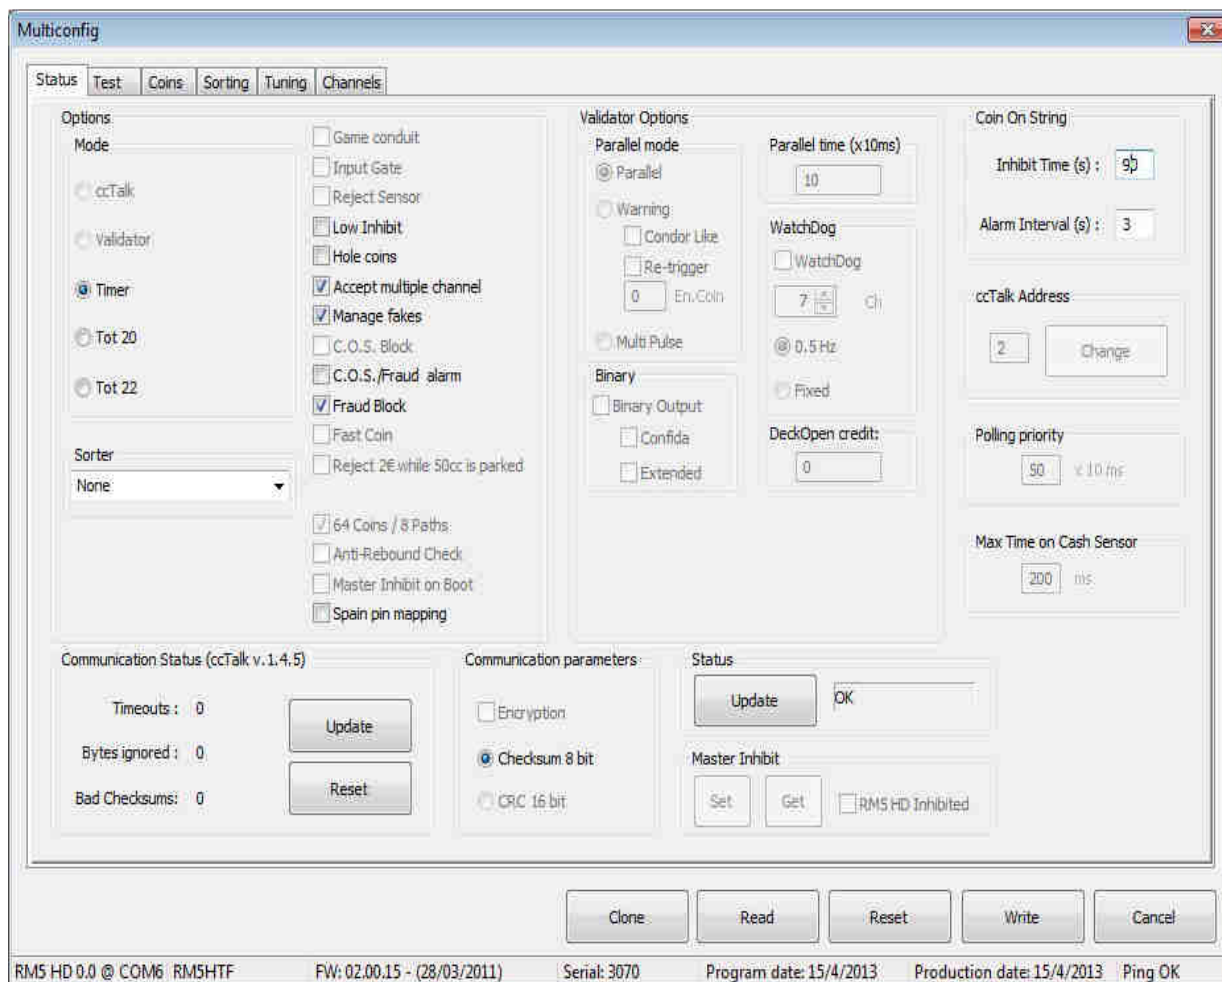 Multiconfig
Status Test Coins Sorting Tuning Channels
Options
Mode
ccTalk
Validator
Timer
Tot 20
Tot 22
Sorter
None
Game conduit
Input Gate
Reject Sensor
Low Inhibit
Hole coins
Accept multiple channel
Manage fakes
C.O.S. Block
C.O.S./Fraud alarm
Fraud Block
Fast Coin
Reject 2€ while 50cc is parked
64 Coins / 8 Paths
Anti-Rebound Check
Master Inhibit on Boot
Spain pin mapping
Validator Options
Parallel mode
Parallel
Warning
Condor Like
Re-trigger
0 En.Coin
Multi Pulse
Binary
Binary Output
Confida
Extended
Parallel time (x10ms)
10
WatchDog
WatchDog
7 Ch
0.5 Hz
Fixed
DeckOpen credit:
0
Coin On String
Inhibit Time (s) :
Alarm Interval (s) : 3
ccTalk Address
2 Change
Polling priority
50 x 10 ms
Max Time on Cash Sensor
200 ms
Communication Status (ccTalk v.1.4.5)
Timeouts : 0
Bytes ignored : 0
Bad Checksums: 0
Update
Reset
Communication parameters
Encryption
Checksum 8 bit
CRC 16 bit
Status
Update OK
Master Inhibit
Set Get RM5 HD Inhibited
Clone Read Reset Write Cancel
RM5 HD 0.0 @ COM6 RM5HTF FW: 02.00.15 - (28/03/2011) Serial: 3070 Program date: 15/4/2013 Production date: 15/4/2013 Ping OK